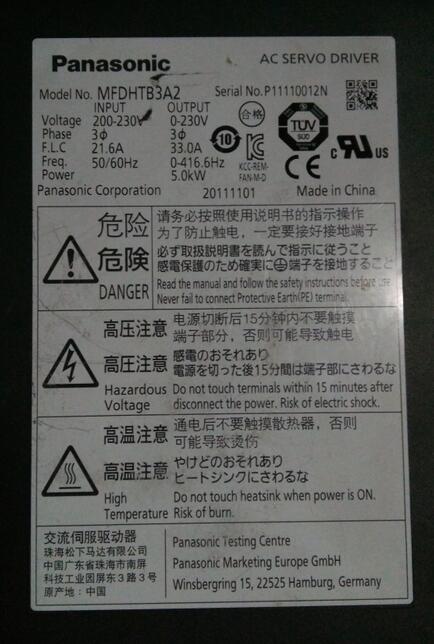 Panasonic
AC SERVO DRIVER
Model No. MFDHTB3A2
Serial No.P11110012N
INPUT OUTPUT
Voltage 200-230V 0-230V
Phase 3ϕ 3ϕ
F.L.C 21.6A 33.0A
Freq. 50/60Hz 0-416.6Hz
Power 5.0kW
合格
10
KC
KCC-REM-
FAN-M-D
TÜV
SUD
CE
C UR US
Panasonic Corporation 20111101 Made in China
危险
危険
DANGER
请务必按照使用说明书的指示操作
为了防止触电，一定要接好接地端子
必ず取扱説明書を読んで指示に従うこと
感電保護のため確実に⏚端子を接地すること
Read the manual and follow the safety instructions before use
Never fail to connect Protective Earth(PE) terminal.
高压注意
高圧注意
Hazardous
Voltage
电源切断后15分钟内不要触摸
端子部分，否则可能导致触电
感電のおそれあり
電源を切った後15分間は端子部にさわるな
Do not touch terminals within 15 minutes after
disconnect the power. Risk of electric shock.
高温注意
高温注意
High
Temperature
通电后不要触摸散热器，否则
可能导致烫伤
やけどのおそれあり
ヒートシンクにさわるな
Do not touch heatsink when power is ON.
Risk of burn.
交流伺服驱动器
珠海松下马达有限公司
中国广东省珠海市南屏
科技工业园屏东3路3号
原产地：中国
Panasonic Testing Centre
Panasonic Marketing Europe GmbH
Winsbergring 15, 22525 Hamburg, Germany